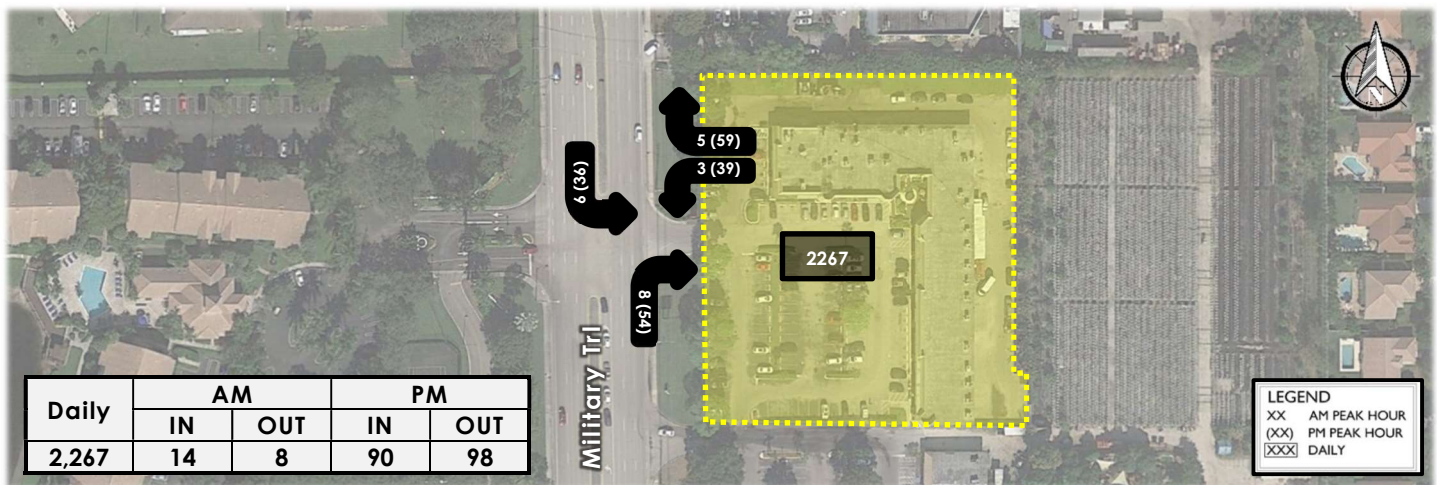 N
5 (59)
3 (39)
6 (36)
2267
8 (54)
Military Trl
Daily AM PM
IN OUT IN OUT
2,267 14 8 90 98
LEGEND
XX AM PEAK HOUR
(XX) PM PEAK HOUR
XXX DAILY